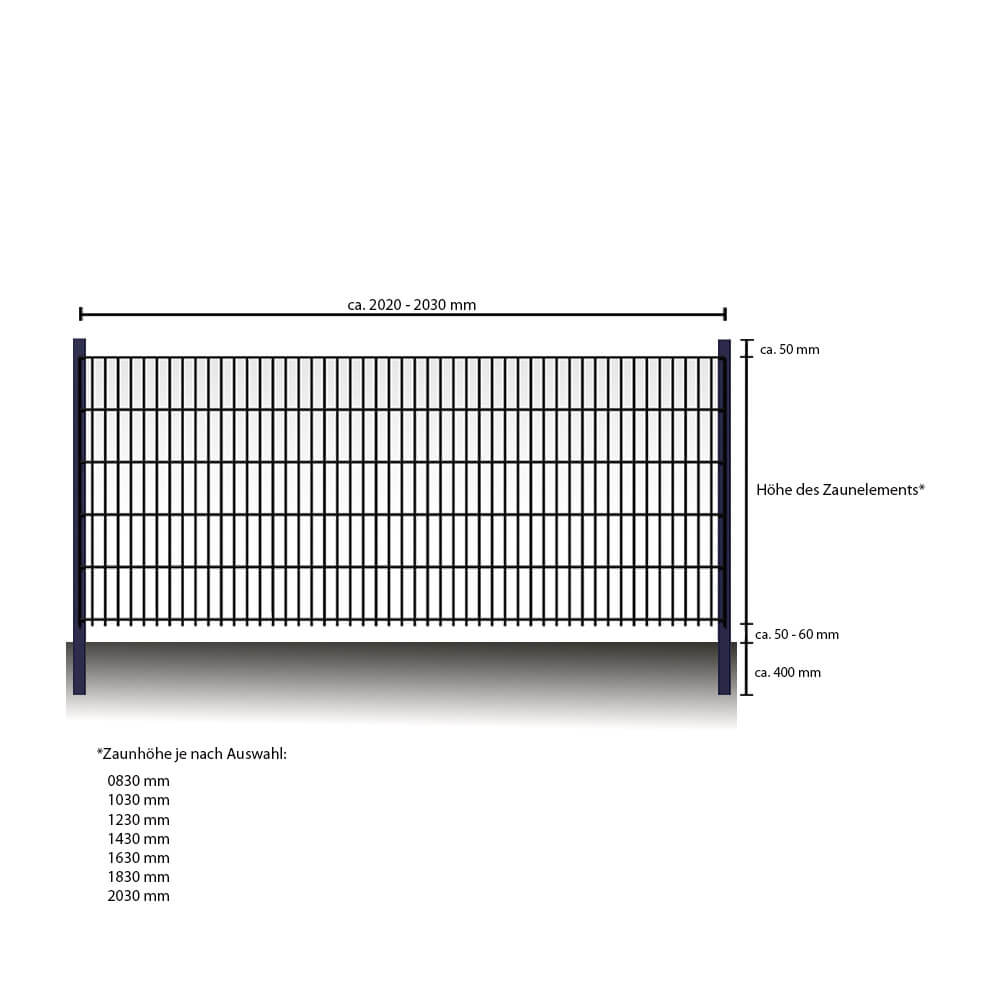 ca. 2020 - 2030 mm
ca. 50 mm
Höhe des Zaunelements*
ca. 50 - 60 mm
ca. 400 mm
*Zaunhöhe je nach Auswahl:
0830 mm
1030 mm
1230 mm
1430 mm
1630 mm
1830 mm
2030 mm